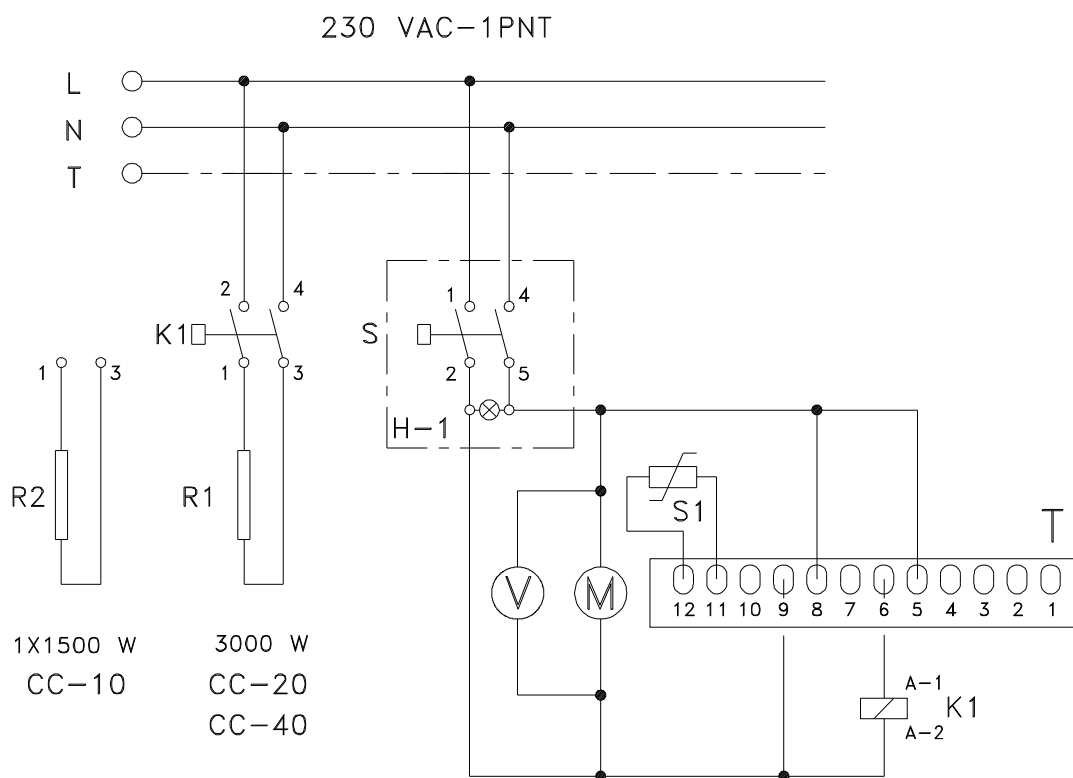 230 VAC-1PNT
L
N
T
2 4
1 4
K1
S
1 3
1 3
2 5
H-1
R2
R1
S1
T
V
M
12 11 10 9 8 7 6 5 4 3 2 1
1X1500 W
3000 W
CC-10
CC-20
CC-40
A-1
K1
A-2